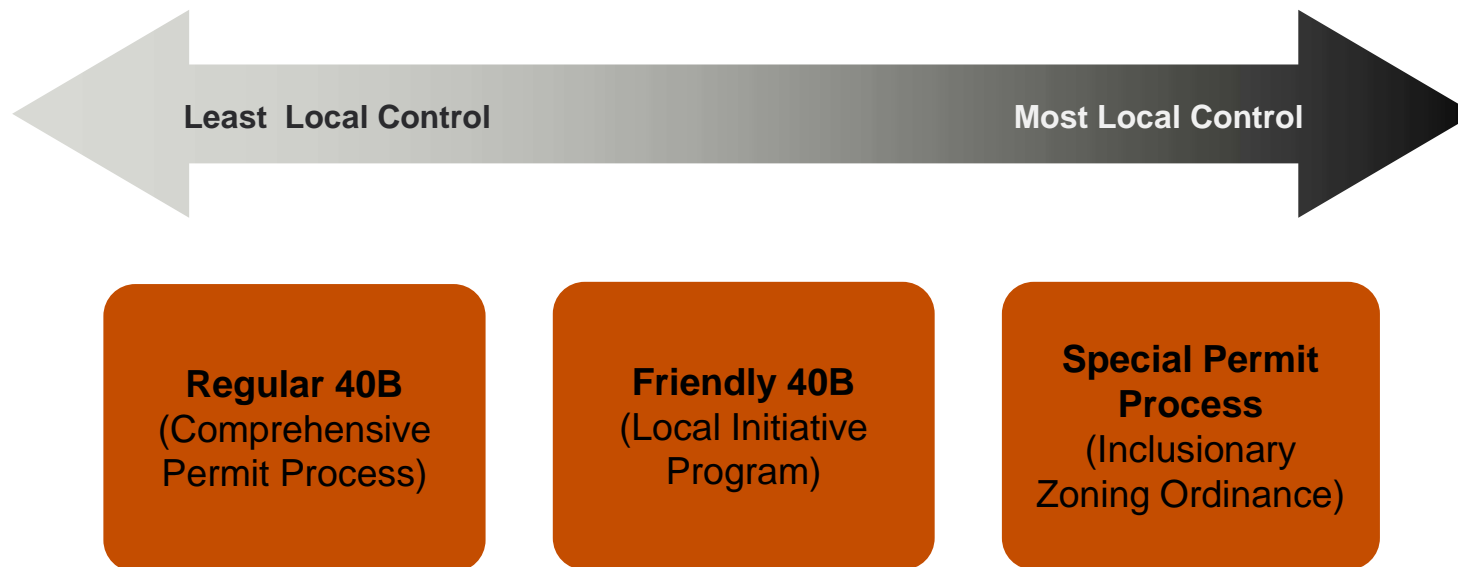 Least Local Control
Most Local Control
Regular 40B
(Comprehensive
Permit Process)
Friendly 40B
(Local Initiative
Program)
Special Permit
Process
(Inclusionary
Zoning Ordinance)